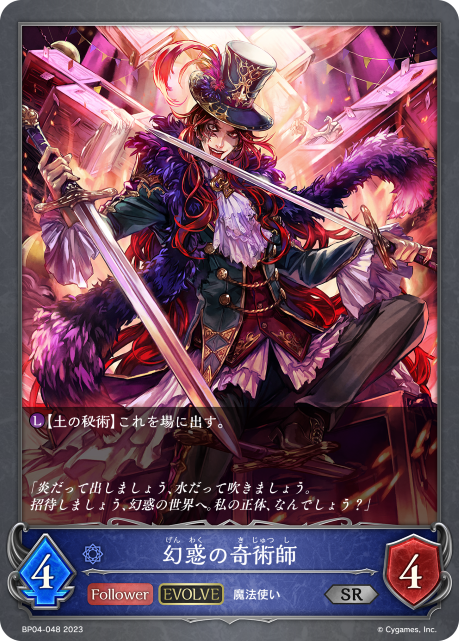 L 【土の秘術】これを場に出す。
「炎だって出しましょう、水だって吹きましょう。
招待しましょう、幻惑の世界へ。私の正体、なんでしょう？」
げん わく き じゅつ し
幻惑の奇術師
4
4
Follower EVOLVE 魔法使い SR
BP04-048 2023
© Cygames, Inc.